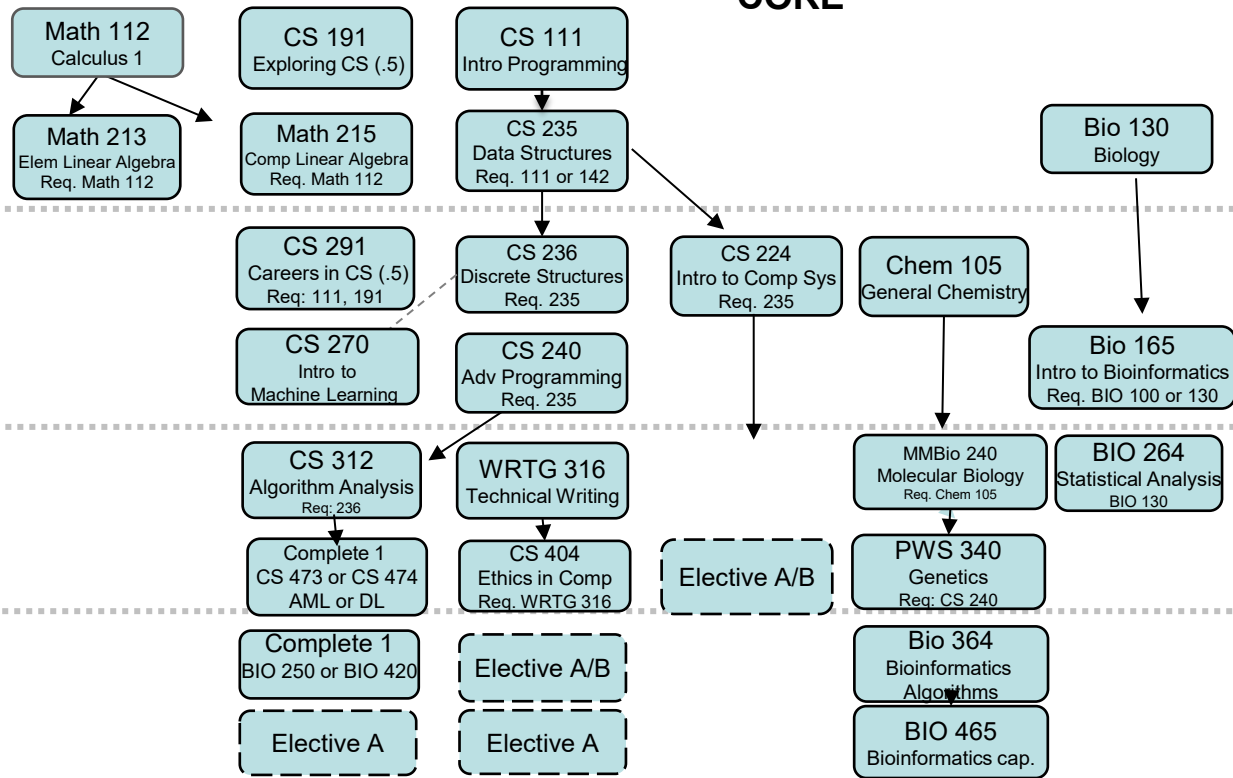 CORE
Math 112
Calculus 1
CS 191
Exploring CS (.5)
CS 111
Intro Programming
Math 213
Elem Linear Algebra
Req. Math 112
Math 215
Comp Linear Algebra
Req. Math 112
CS 235
Data Structures
Req. 111 or 142
Bio 130
Biology
CS 291
Careers in CS (.5)
Req: 111, 191
CS 236
Discrete Structures
Req. 235
CS 224
Intro to Comp Sys
Req. 235
Chem 105
General Chemistry
CS 270
Intro to
Machine Learning
CS 240
Adv Programming
Req. 235
Bio 165
Intro to Bioinformatics
Req. BIO 100 or 130
CS 312
Algorithm Analysis
Req: 236
WRTG 316
Technical Writing
MMBio 240
Molecular Biology
Req. Chem 105
BIO 264
Statistical Analysis
BIO 130
Complete 1
CS 473 or CS 474
AML or DL
CS 404
Ethics in Comp
Req. WRTG 316
Elective A/B
PWS 340
Genetics
Req: CS 240
Complete 1
BIO 250 or BIO 420
Elective A/B
Bio 364
Bioinformatics
Algorithms
Elective A
Elective A
BIO 465
Bioinformatics cap.